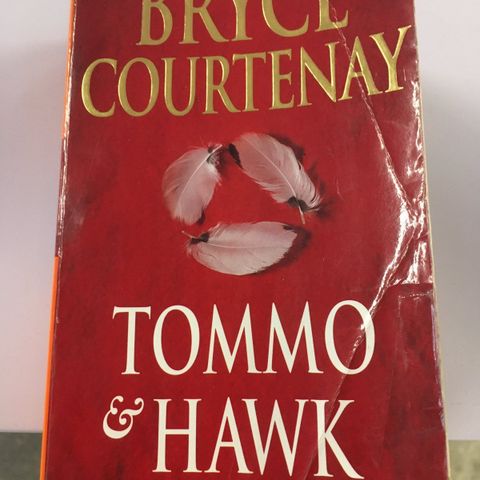 BRYCE
COURTENAY
TOMMO
& HAWK